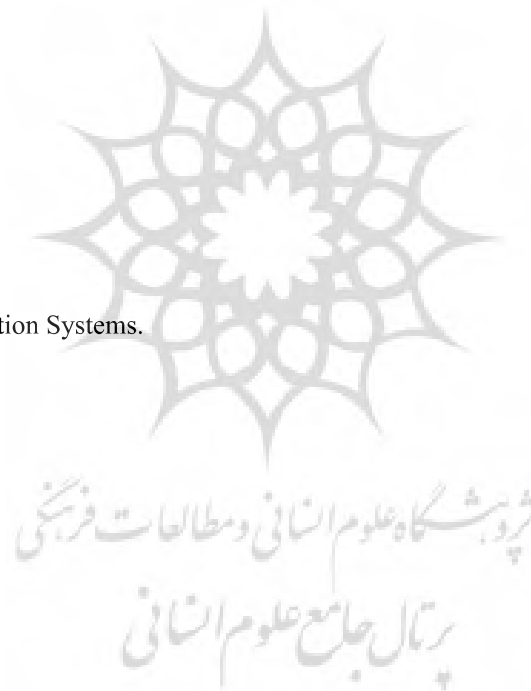 tion Systems.
پژوهشگاه علوم انسانی و مطالعات فرهنگی
پرتال جامع علوم انسانی